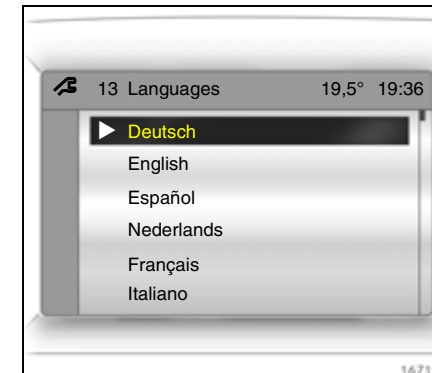 13 Languages 19,5° 19:36
Deutsch
English
Español
Nederlands
Français
Italiano
1671